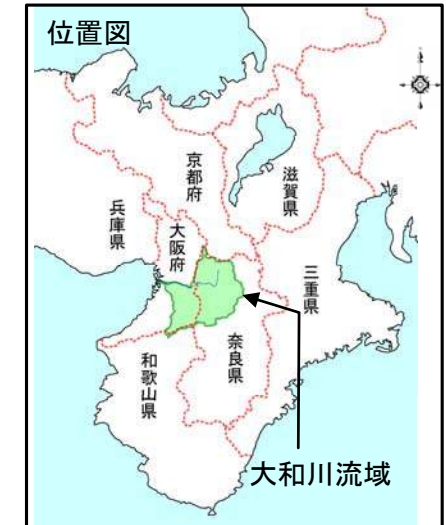 位置図
京都府
滋賀県
兵庫県
大阪府
三重県
奈良県
和歌山県
大和川流域